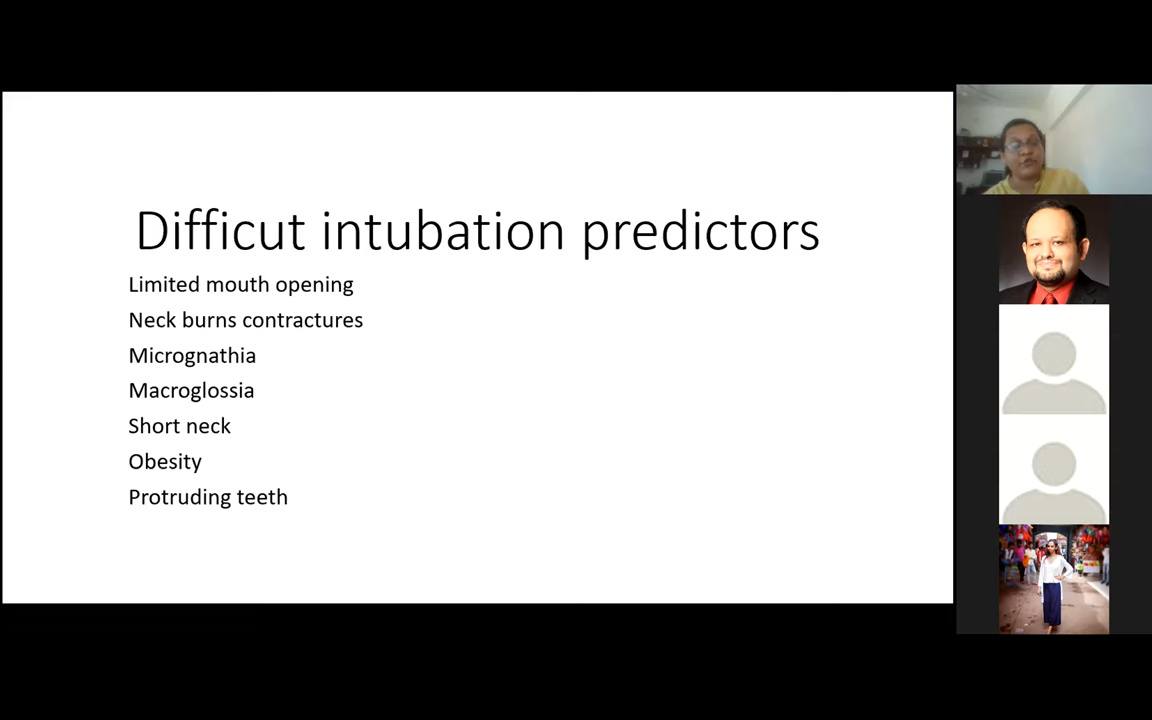 Difficut intubation predictors
Limited mouth opening
Neck burns contractures
Micrognathia
Macroglossia
Short neck
Obesity
Protruding teeth